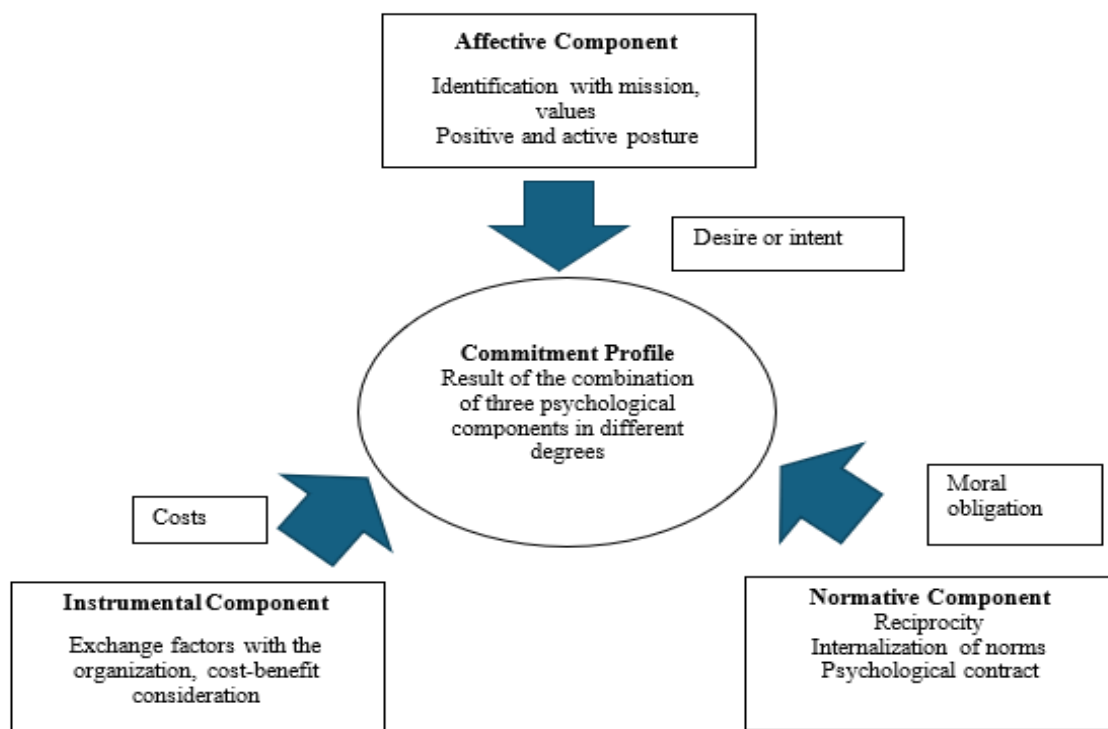 Affective Component
Identification with mission,
values
Positive and active posture
Desire or intent
Commitment Profile
Result of the combination
of three psychological
components in different
degrees
Costs
Moral
obligation
Instrumental Component
Exchange factors with the
organization, cost-benefit
consideration
Normative Component
Reciprocity
Internalization of norms
Psychological contract